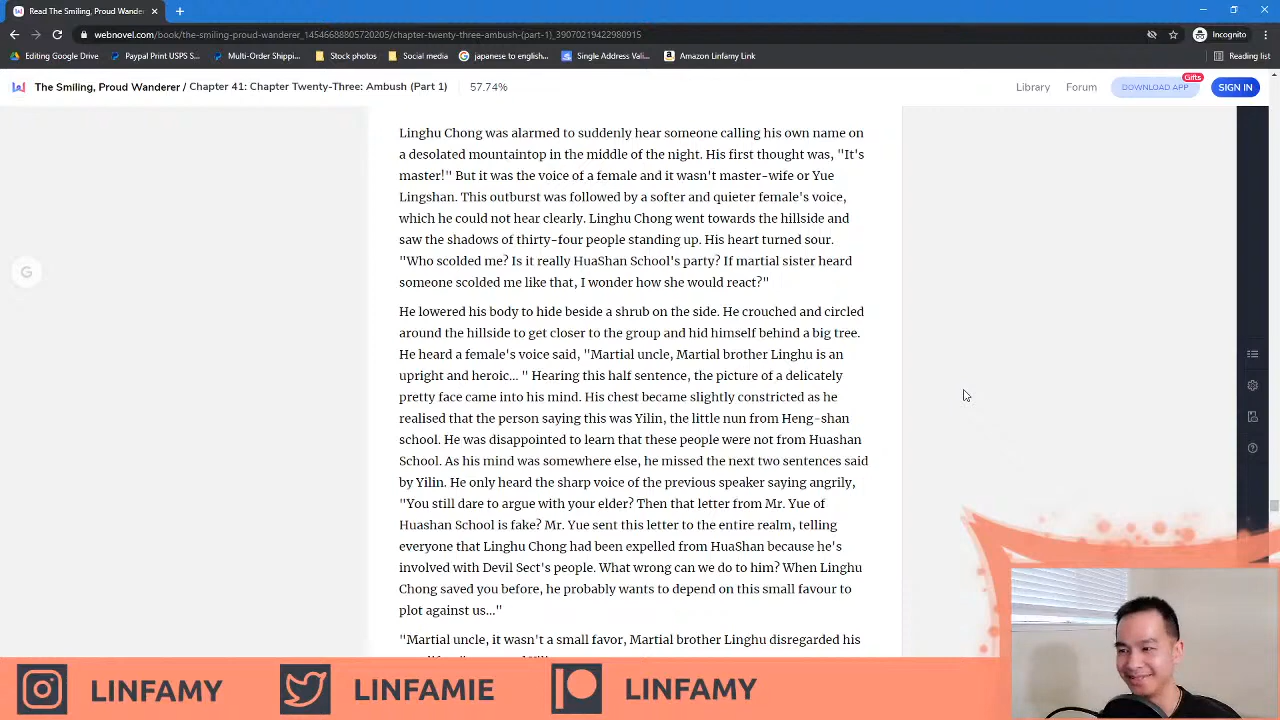 Read The Smiling, Proud Wander
Incognito
webnovel.com/book/the-smiling-proud-wanderer_14546688805720205/chapter-twenty-three-ambush-(part-1)_39070219422980915
Editing Google Drive
Paypal Print USPS S...
Multi-Order Shippi...
Stock photos
Social media
japanese to english...
Single Address Vali...
Amazon Linfamy Link
Reading list
The Smiling, Proud Wanderer / Chapter 41: Chapter Twenty-Three: Ambush (Part 1)
57.74%
Library
Forum
DOWNLOAD APP
Gifts
SIGN IN
Linghu Chong was alarmed to suddenly hear someone calling his own name on
a desolated mountaintop in the middle of the night. His first thought was, "It's
master!" But it was the voice of a female and it wasn't master-wife or Yue
Lingshan. This outburst was followed by a softer and quieter female's voice,
which he could not hear clearly. Linghu Chong went towards the hillside and
saw the shadows of thirty-four people standing up. His heart turned sour.
"Who scolded me? Is it really HuaShan School's party? If martial sister heard
someone scolded me like that, I wonder how she would react?"
He lowered his body to hide beside a shrub on the side. He crouched and circled
around the hillside to get closer to the group and hid himself behind a big tree.
He heard a female's voice said, "Martial uncle, Martial brother Linghu is an
upright and heroic... " Hearing this half sentence, the picture of a delicately
pretty face came into his mind. His chest became slightly constricted as he
realised that the person saying this was Yilin, the little nun from Heng-shan
school. He was disappointed to learn that these people were not from Huashan
School. As his mind was somewhere else, he missed the next two sentences said
by Yilin. He only heard the sharp voice of the previous speaker saying angrily,
"You still dare to argue with your elder? Then that letter from Mr. Yue of
Huashan School is fake? Mr. Yue sent this letter to the entire realm, telling
everyone that Linghu Chong had been expelled from HuaShan because he's
involved with Devil Sect's people. What wrong can we do to him? When Linghu
Chong saved you before, he probably wants to depend on this small favour to
plot against us..."
"Martial uncle, it wasn't a small favor, Martial brother Linghu disregarded his
G
LINFAMY
LINFAMIE
LINFAMY